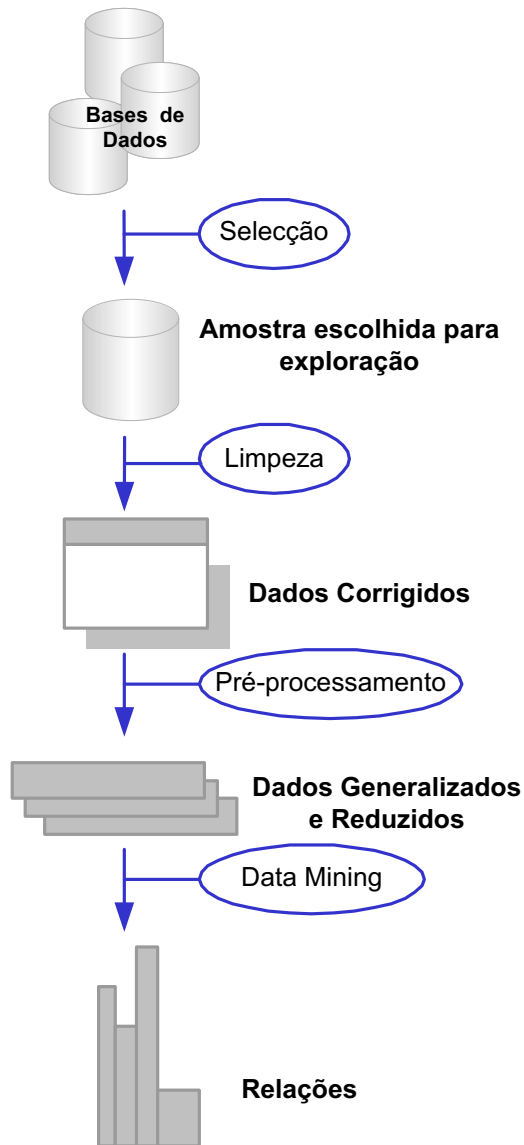 Bases de
Dados
Selecção
Amostra escolhida para
exploração
Limpeza
Dados Corrigidos
Pré-processamento
Dados Generalizados
e Reduzidos
Data Mining
Relações